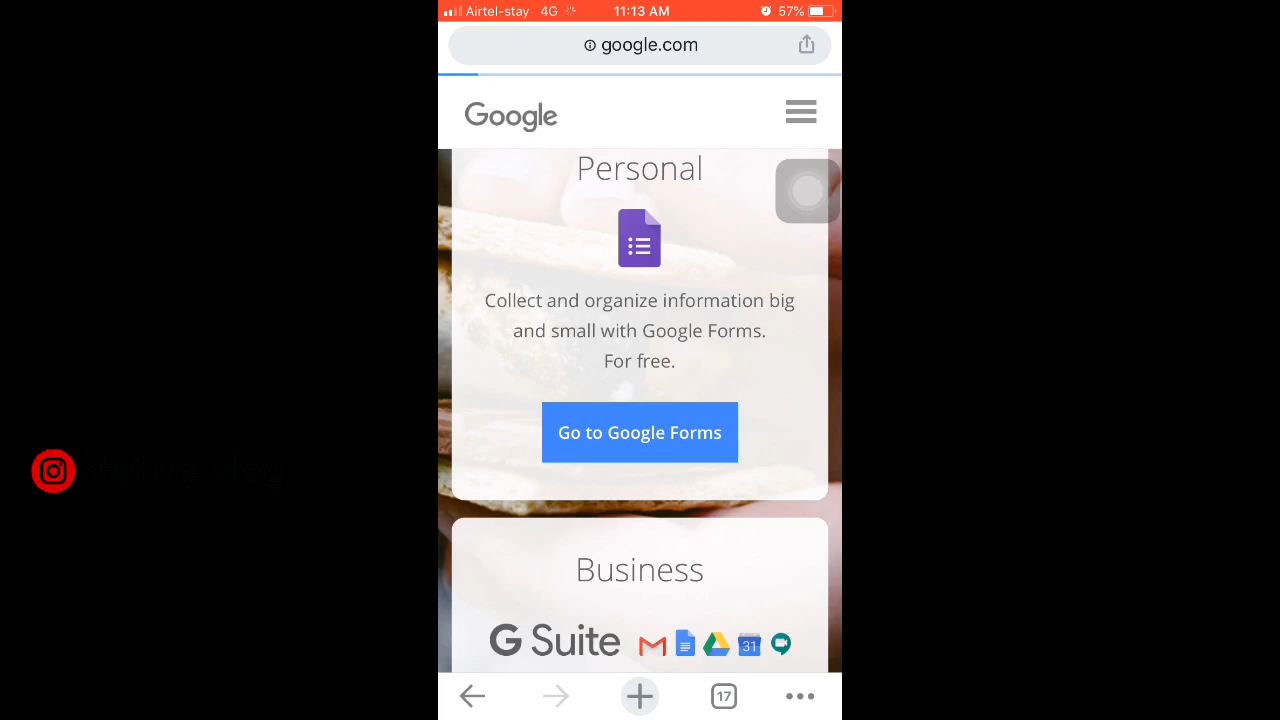 Airtel-stay 4G 11:13 AM 57%
google.com
Google
Personal
Collect and organize information big
and small with Google Forms.
For free.
Go to Google Forms
Business
G Suite 31
vlog
17